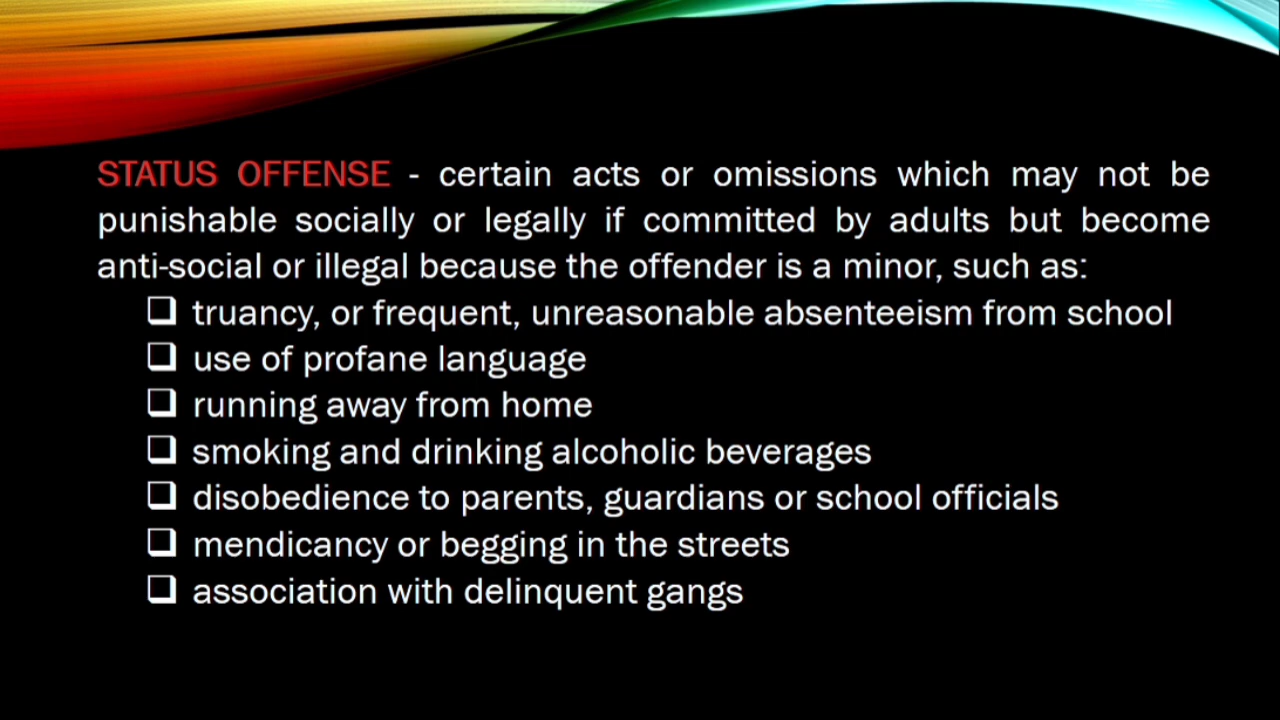 STATUS OFFENSE - certain acts or omissions which may not be
punishable socially or legally if committed by adults but become
anti-social or illegal because the offender is a minor, such as:
❑ truancy, or frequent, unreasonable absenteeism from school
❑ use of profane language
❑ running away from home
❑ smoking and drinking alcoholic beverages
❑ disobedience to parents, guardians or school officials
❑ mendicancy or begging in the streets
❑ association with delinquent gangs